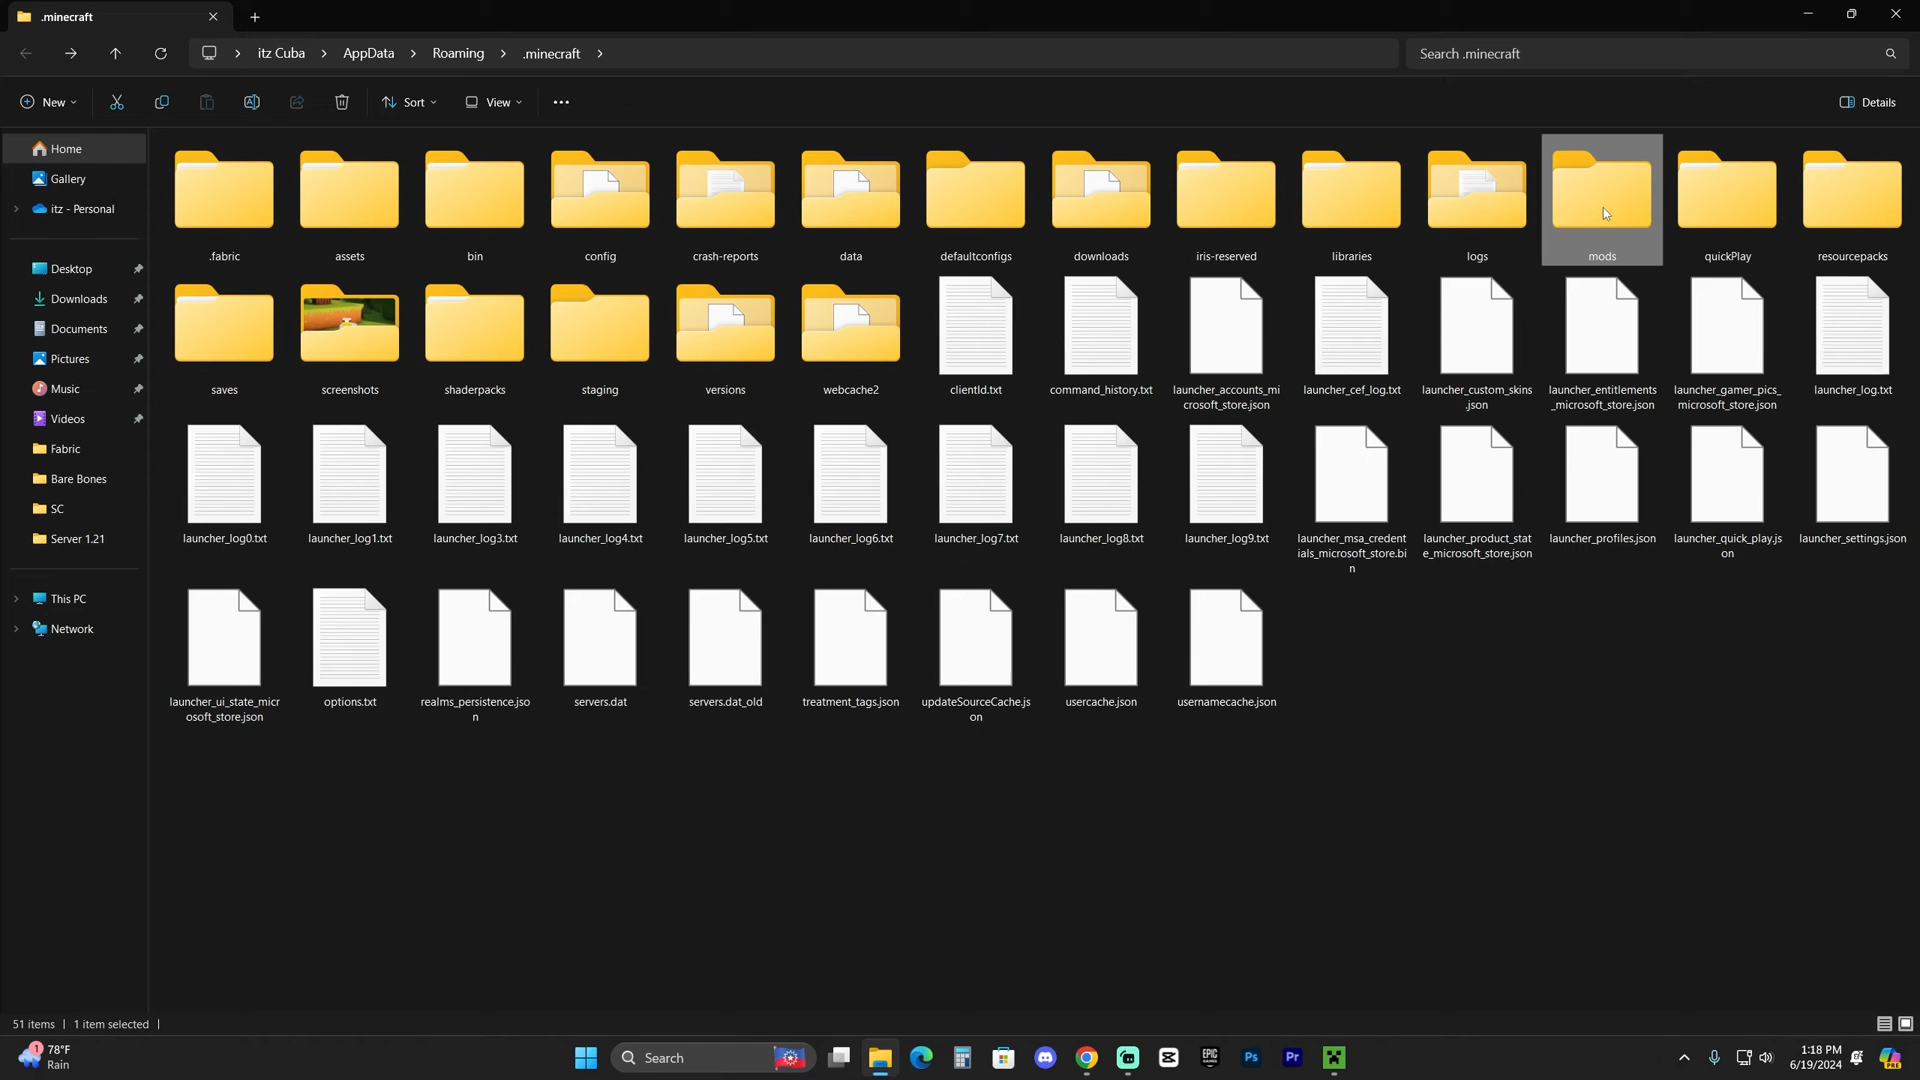 .minecraft
itz Cuba
AppData
Roaming
.minecraft
Search .minecraft
New
Sort
View
Details
Home
Gallery
itz - Personal
Desktop
Downloads
Documents
Pictures
Music
Videos
Fabric
Bare Bones
SC
Server 1.21
This PC
Network
.fabric
assets
bin
config
crash-reports
data
defaultconfigs
downloads
iris-reserved
libraries
logs
mods
quickPlay
resourcepacks
saves
screenshots
shaderpacks
staging
versions
webcache2
clientId.txt
command_history.txt
launcher_accounts_mi
crosoft_store.json
launcher_cef_log.txt
launcher_custom_skins
.json
launcher_entitlements
_microsoft_store.json
launcher_gamer_pics_
microsoft_store.json
launcher_log.txt
launcher_log0.txt
launcher_log1.txt
launcher_log3.txt
launcher_log4.txt
launcher_log5.txt
launcher_log6.txt
launcher_log7.txt
launcher_log8.txt
launcher_log9.txt
launcher_msa_credent
ials_microsoft_store.bi
n
launcher_product_stat
e_microsoft_store.json
launcher_profiles.json
launcher_quick_play.js
on
launcher_settings.json
launcher_ui_state_micr
osoft_store.json
options.txt
realms_persistence.jso
n
servers.dat
servers.dat_old
treatment_tags.json
updateSourceCache.js
on
usercache.json
usernamecache.json
51 items
1 item selected
1
78°F
Rain
Search
EPIC
GAMES
Ps
Pr
1:18 PM
6/19/2024
PRE